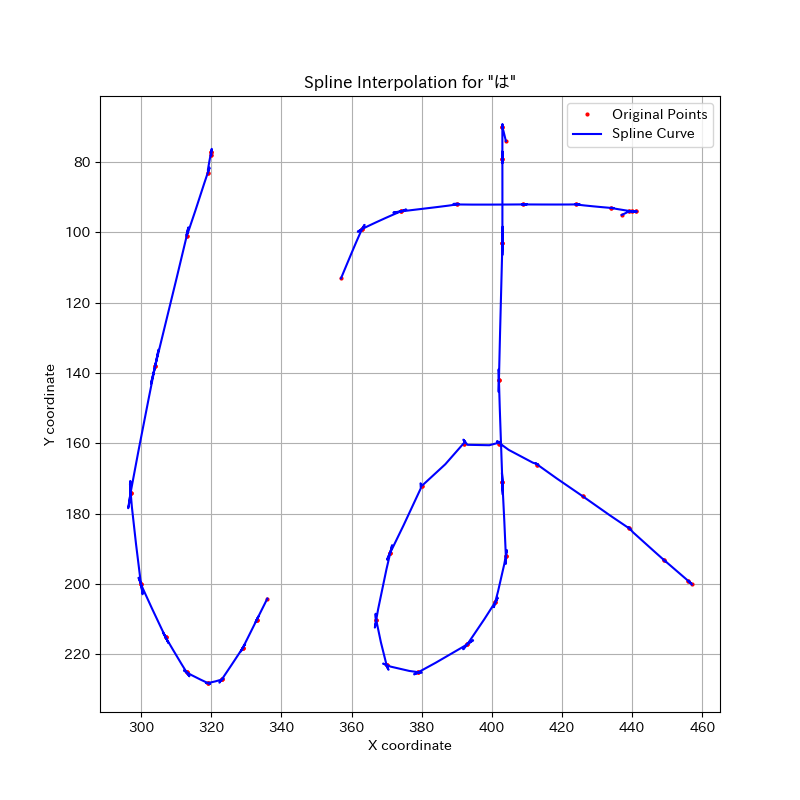 Spline Interpolation for "は"
Original Points
Spline Curve
Y coordinate
80
100
120
140
160
180
200
220
は
300 320 340 360 380 400 420 440 460
X coordinate